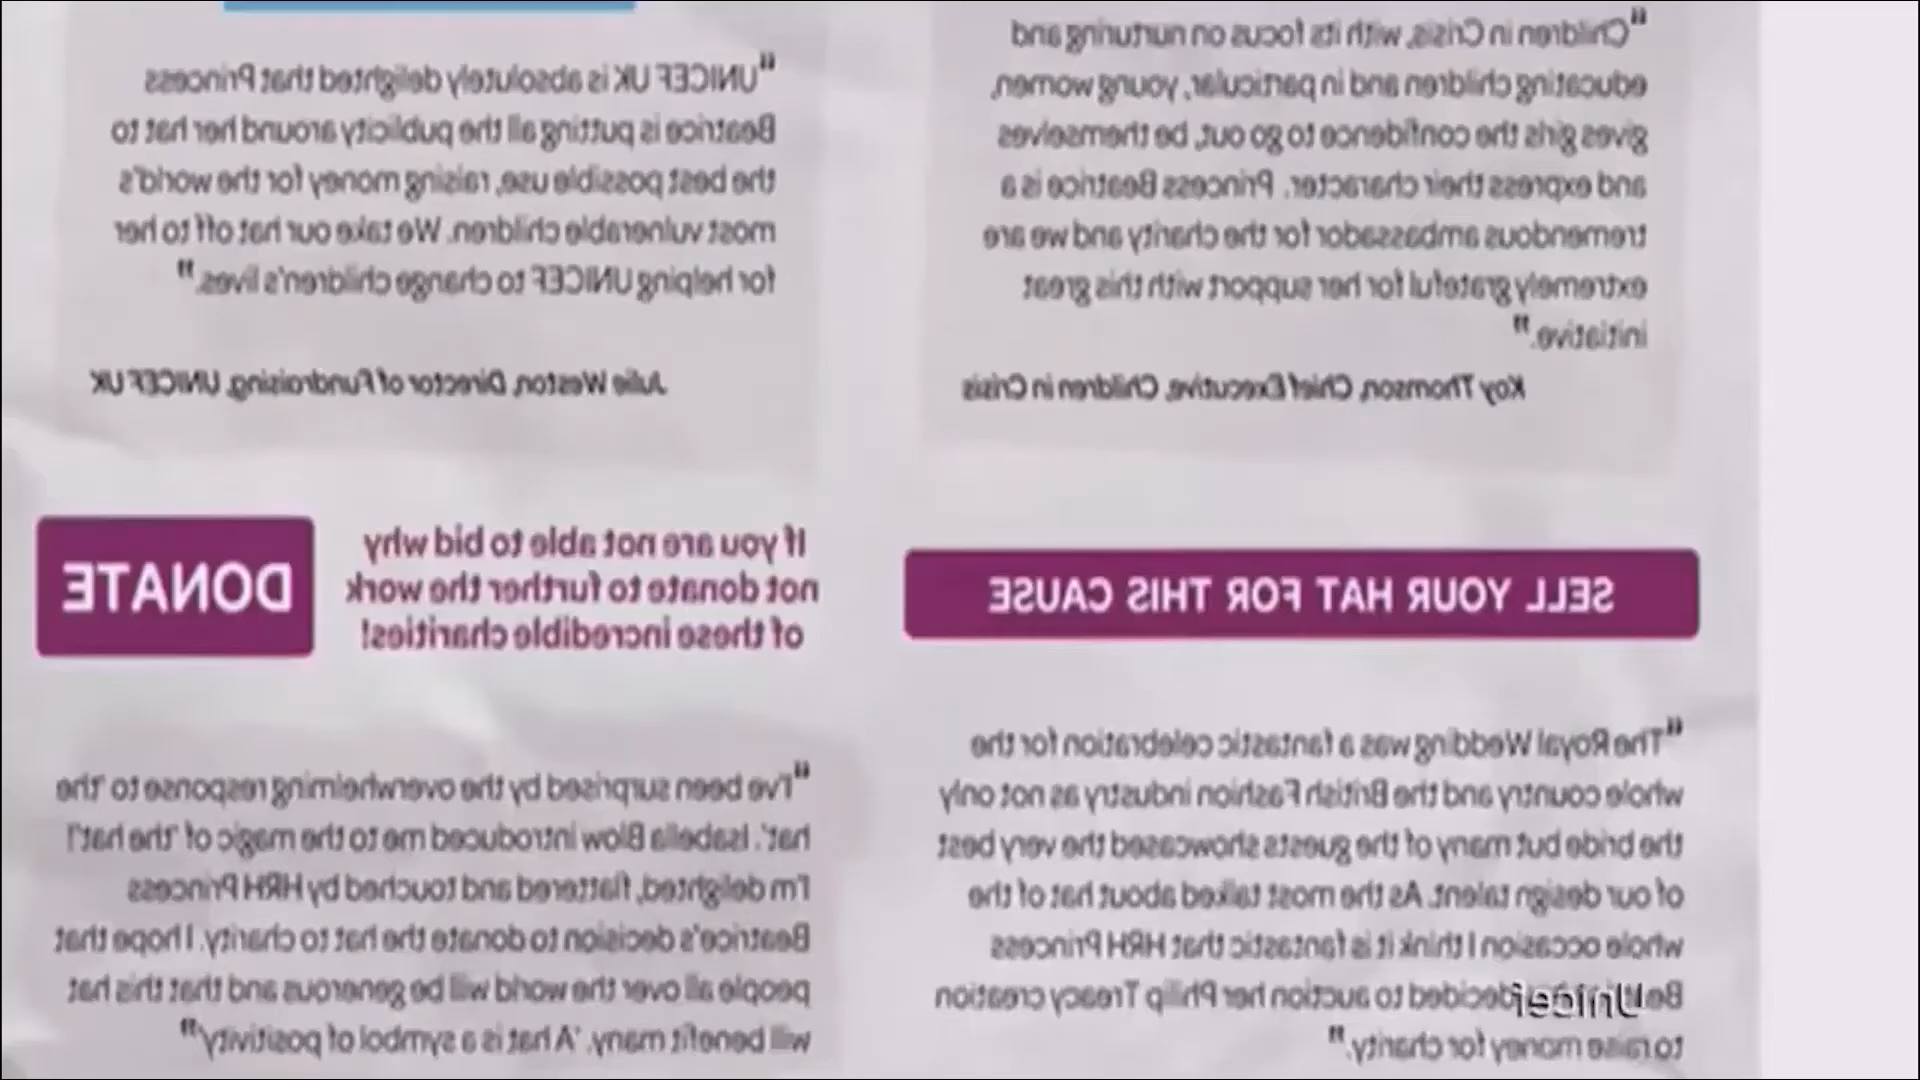 "Children in Crisis, with its focus on nurturing and
educating children and in particular, young women,
gives girls the confidence to go out, be themselves
and express their character. Princess Beatrice is a
tremendous ambassador for the charity and we are
extremely grateful for her support with this great
initiative."
Koy Thomson, Chief Executive, Children in Crisis
SELL YOUR HAT FOR THIS CAUSE
"The Royal Wedding was a fantastic celebration for the
whole country and the British Fashion industry as not only
the bride but many of the guests showcased the very best
of our design talent. As the most talked about hat of the
whole occasion I think it is fantastic that HRH Princess
decided to auction her Philip Treacy creation
to raise money for charity."
Unicef
"UNICEF UK is absolutely delighted that Princess
Beatrice is putting all the publicity around her hat to
the best possible use, raising money for the world's
most vulnerable children. We take our hat off to her
for helping UNICEF to change children's lives."
Julie Weston, Director of Fundraising, UNICEF UK
If you are not able to bid why
not donate to further the work
of these incredible charities!
DONATE
"I've been surprised by the overwhelming response to 'the
hat'. Isabella Blow introduced me to the magic of 'the hat'!
I'm delighted, flattered and touched by HRH Princess
Beatrice's decision to donate the hat to charity. I hope that
people all over the world will be generous and that this hat
will benefit many. 'A hat is a symbol of positivity'"